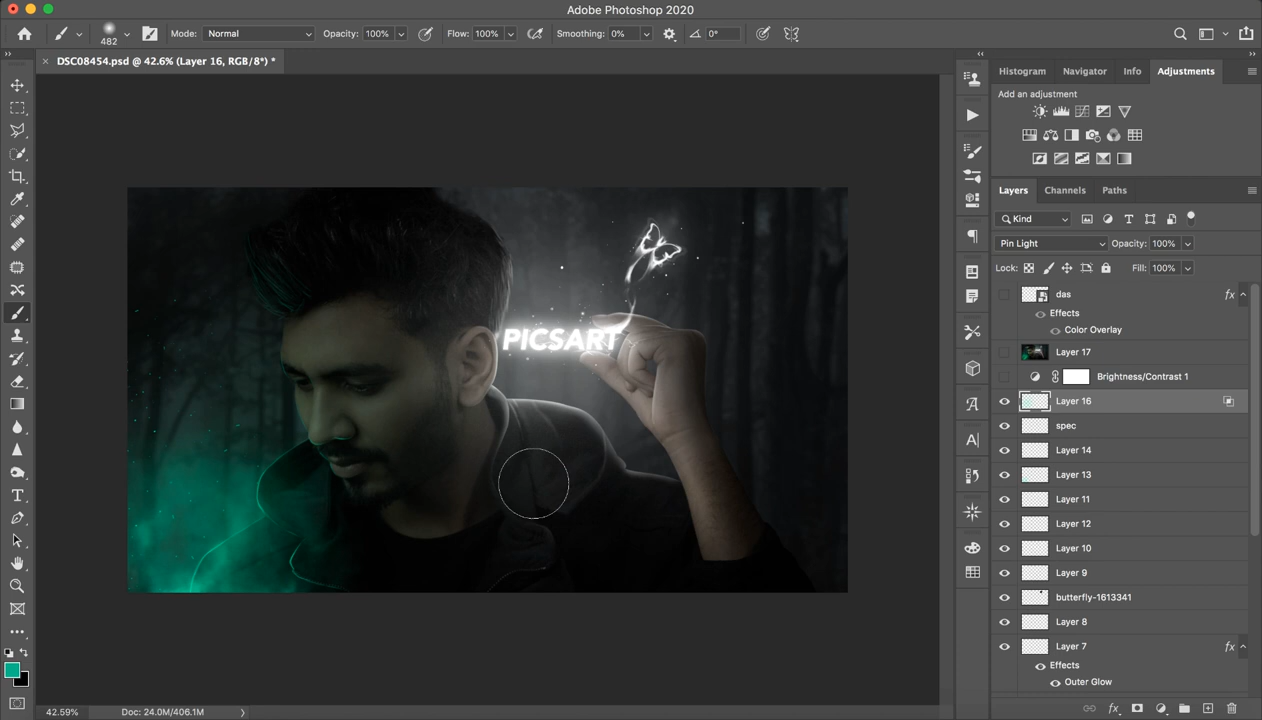 Adobe Photoshop 2020
482
Mode: Normal Opacity: 100% Flow: 100% Smoothing: 0% 0°
DSC08454.psd @ 42.6% (Layer 16, RGB/8*) *
Histogram Navigator Info Adjustments
Add an adjustment
Layers Channels Paths
Kind
Pin Light Opacity: 100%
Lock: Fill: 100%
das fx
Effects
Color Overlay
Layer 17
Brightness/Contrast 1
Layer 16
spec
Layer 14
Layer 13
Layer 11
Layer 12
Layer 10
Layer 9
butterfly-1613341
Layer 8
Layer 7 fx
Effects
Outer Glow
PICSART
42.59% Doc: 24.0M/406.1M